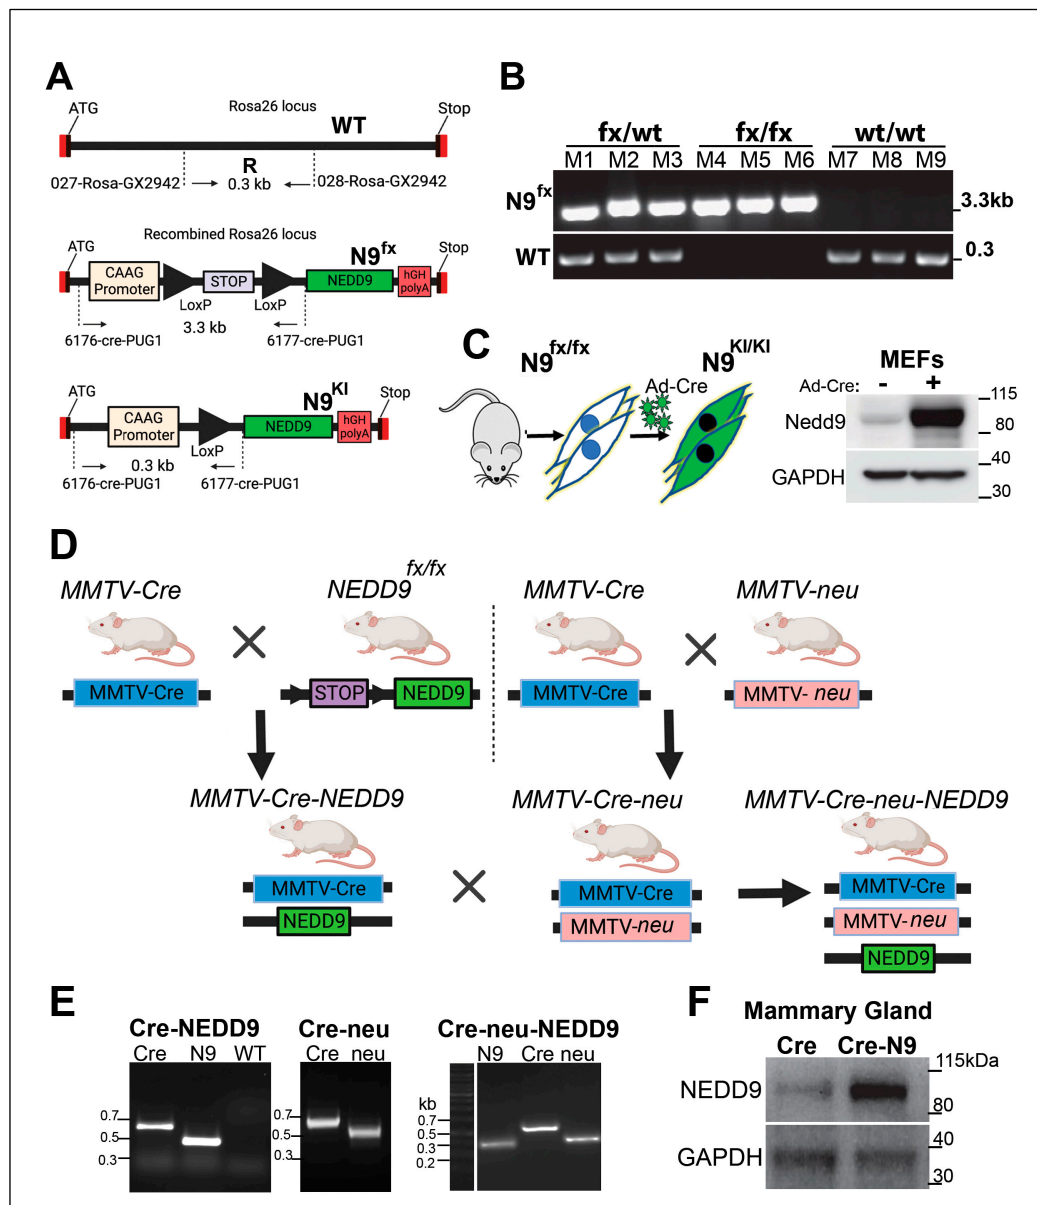 A
ATG
Rosa26 locus
WT
Stop
R
027-Rosa-GX2942
0.3 kb
028-Rosa-GX2942
ATG
Recombined Rosa26 locus
N9fx
Stop
CAAG
Promoter
STOP
NEDD9
hGH
polyA
LoxP
LoxP
3.3 kb
6176-cre-PUG1
6177-cre-PUG1
ATG
N9KI
Stop
CAAG
Promoter
NEDD9
hGH
polyA
LoxP
0.3 kb
6176-cre-PUG1
6177-cre-PUG1
B
fx/wt fx/fx wt/wt
M1 M2 M3 M4 M5 M6 M7 M8 M9
N9fx
3.3kb
WT
0.3
C
N9fx/fx
N9KI/KI
Ad-Cre
MEFs
Ad-Cre: - +
Nedd9
115
80
GAPDH
40
30
D
MMTV-Cre
NEDD9fx/fx
MMTV-Cre
MMTV-neu
MMTV-Cre
STOP
NEDD9
MMTV-Cre
MMTV- neu
MMTV-Cre-NEDD9
MMTV-Cre-neu
MMTV-Cre-neu-NEDD9
MMTV-Cre
NEDD9
MMTV-Cre
MMTV-neu
MMTV-Cre
MMTV-neu
NEDD9
E
Cre-NEDD9
Cre N9 WT
0.7
0.5
0.3
Cre-neu
Cre neu
0.7
0.5
0.3
Cre-neu-NEDD9
N9 Cre neu
kb
0.7
0.5
0.3
0.2
F
Mammary Gland
Cre Cre-N9
NEDD9
115kDa
80
GAPDH
40
30